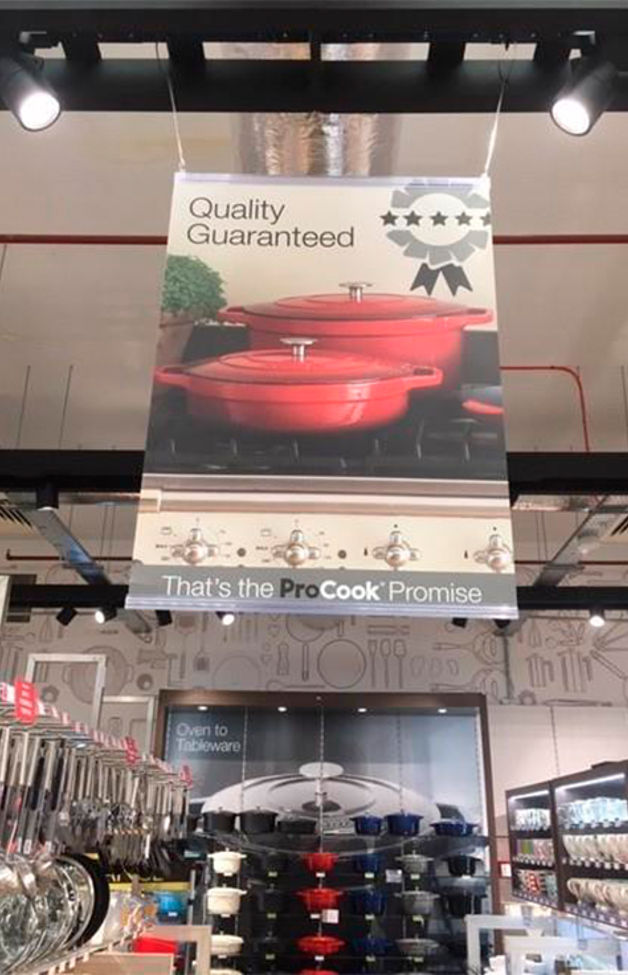 Quality
Guaranteed
That's the ProCook® Promise
Oven to
Tableware